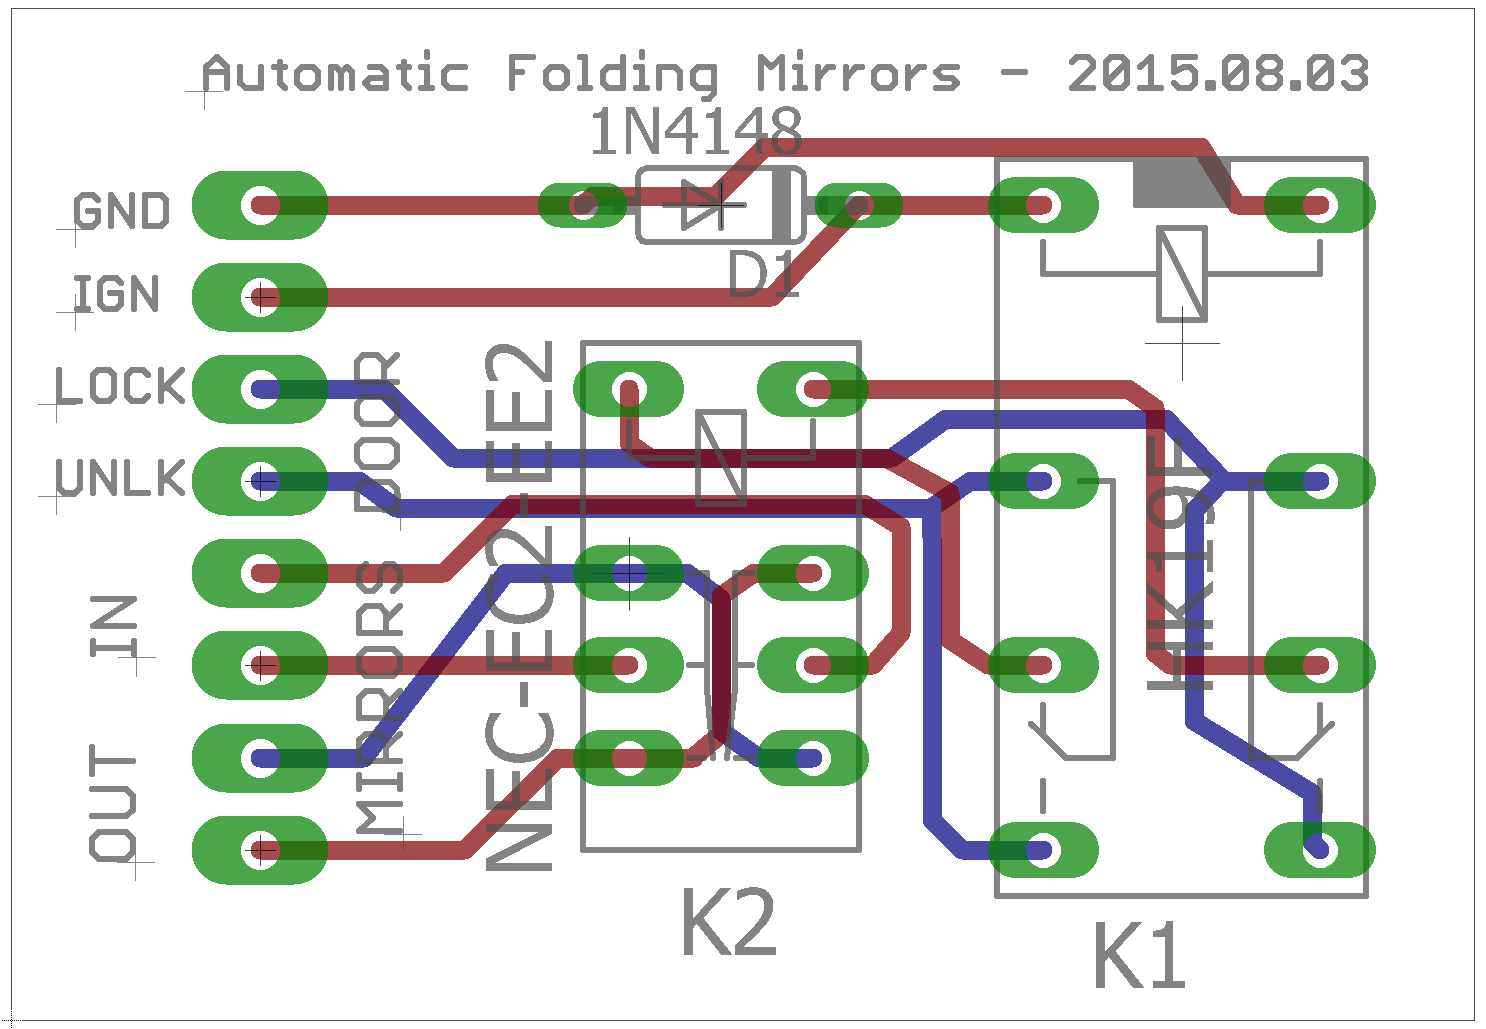 Automatic Folding Mirrors - 2015.08.03
1N4148
D1
GND
IGN
LOCK
UNLK
DOOR
IN
OUT
MIRRORS
NEC-EC2-EE2
K2
HK19F
K1